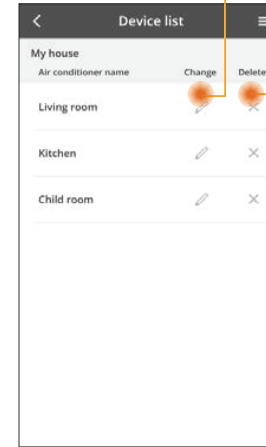 Device list
My house
Air conditioner name Change Delete
Living room
Kitchen
Child room